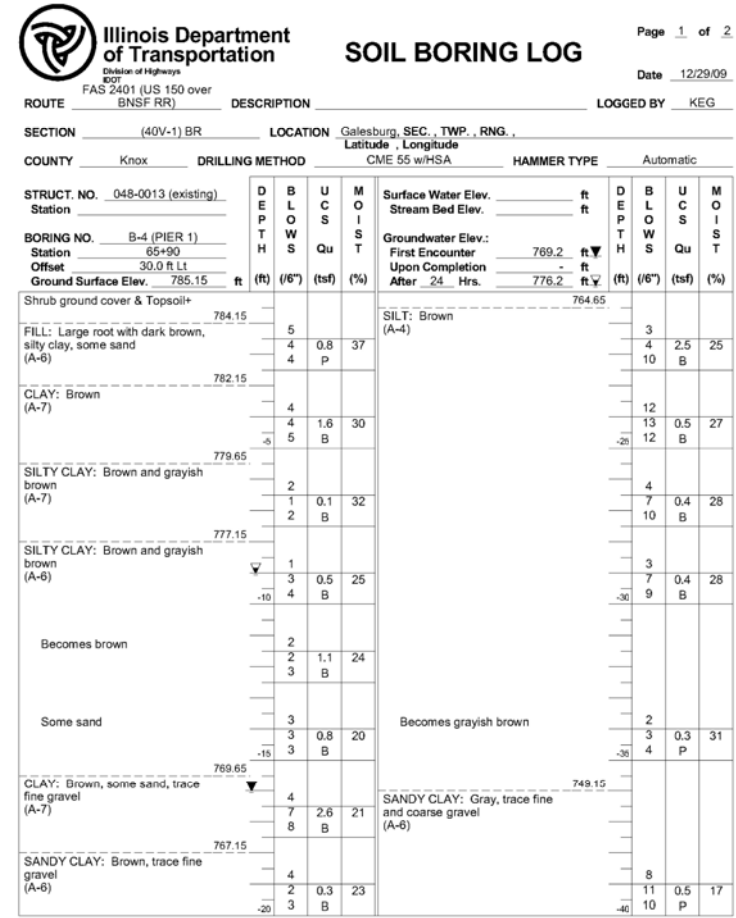 Illinois Department
of Transportation
Division of Highways
IDOT
SOIL BORING LOG
Page 1 of 2
Date 12/29/09
ROUTE FAS 2401 (US 150 over BNSF RR) DESCRIPTION LOGGED BY KEG
SECTION (40V-1) BR LOCATION Galesburg, SEC. , TWP. , RNG. ,
Latitude , Longitude
COUNTY Knox DRILLING METHOD CME 55 w/HSA HAMMER TYPE Automatic
STRUCT. NO. 048-0013 (existing)
Station
BORING NO. B-4 (PIER 1)
Station 65+90
Offset 30.0 ft Lt
Ground Surface Elev. 785.15 ft
DEPTH (ft)
BLOWS (/6")
UCS Qu (tsf)
MOIST (%)
Surface Water Elev. ft
Stream Bed Elev. ft
Groundwater Elev.:
First Encounter 769.2 ft
Upon Completion - ft
After 24 Hrs. 776.2 ft
DEPTH (ft)
BLOWS (/6")
UCS Qu (tsf)
MOIST (%)
Shrub ground cover & Topsoil+
784.15
FILL: Large root with dark brown, 5
silty clay, some sand 4 0.8 37
(A-6) 4 P
782.15
CLAY: Brown
(A-7) 4
4 1.6 30
-5 5 B
779.65
SILTY CLAY: Brown and grayish
brown 2
(A-7) 1 0.1 32
2 B
777.15
SILTY CLAY: Brown and grayish
brown 1
(A-6) 3 0.5 25
-10 4 B
Becomes brown 2
2 1.1 24
3 B
Some sand 3
3 0.8 20
-15 3 B
769.65
CLAY: Brown, some sand, trace
fine gravel 4
(A-7) 7 2.6 21
8 B
767.15
SANDY CLAY: Brown, trace fine
gravel 4
(A-6) 2 0.3 23
-20 3 B
764.65
SILT: Brown
(A-4) 3
4 2.5 25
10 B
12
13 0.5 27
-25 12 B
4
7 0.4 28
10 B
3
7 0.4 28
-30 9 B
Becomes grayish brown 2
3 0.3 31
-35 4 P
749.15
SANDY CLAY: Gray, trace fine
and coarse gravel
(A-6)
8
11 0.5 17
-40 10 P